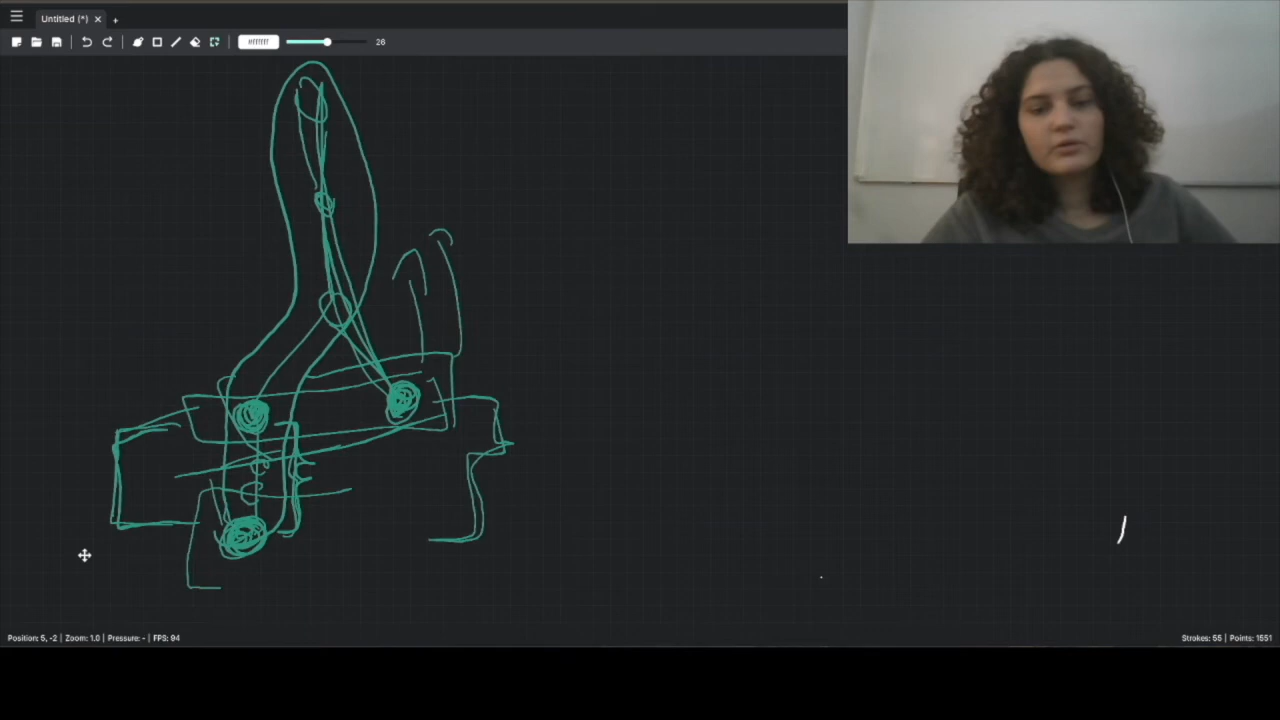 Untitled (*) × +
#ffffff 26
Position: 5, -2 | Zoom: 1.0 | Pressure: - | FPS: 94
Strokes: 55 | Points: 1551